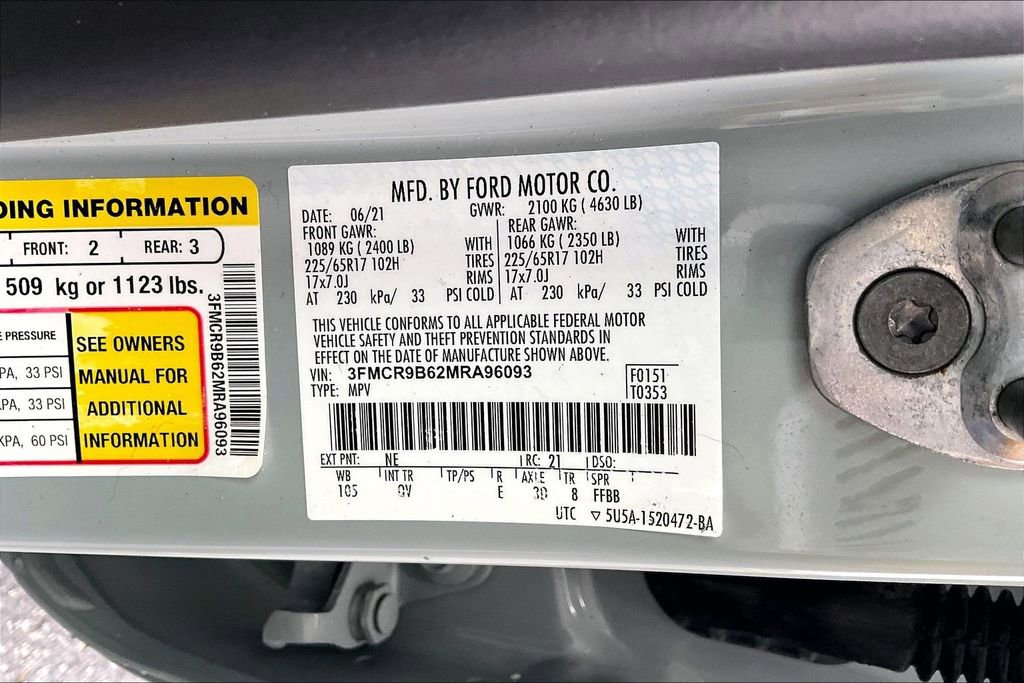 DING INFORMATION
FRONT: 2 REAR: 3
509 kg or 1123 lbs.
E PRESSURE
PA, 33 PSI
KPA, 33 PSI
KPA, 60 PSI
SEE OWNERS
MANUAL FOR
ADDITIONAL
INFORMATION
3FMCR9B62MRA96093
MFD. BY FORD MOTOR CO.
DATE: 06/21 GVWR: 2100 KG ( 4630 LB)
FRONT GAWR: REAR GAWR:
1089 KG ( 2400 LB) WITH 1066 KG ( 2350 LB) WITH
225/65R17 102H TIRES 225/65R17 102H TIRES
17x7.0J RIMS 17x7.0J RIMS
AT 230 kPa/ 33 PSI COLD AT 230 kPa/ 33 PSI COLD
THIS VEHICLE CONFORMS TO ALL APPLICABLE FEDERAL MOTOR
VEHICLE SAFETY AND THEFT PREVENTION STANDARDS IN
EFFECT ON THE DATE OF MANUFACTURE SHOWN ABOVE.
VIN: 3FMCR9B62MRA96093 F0151
TYPE: MPV T0353
EXT PNT: NE RC: 21 DSO:
WB INT TR TP/PS R AXLE TR SPR
105 QV E 3D 8 FFBB
UTC ▽ 5U5A-1520472-BA